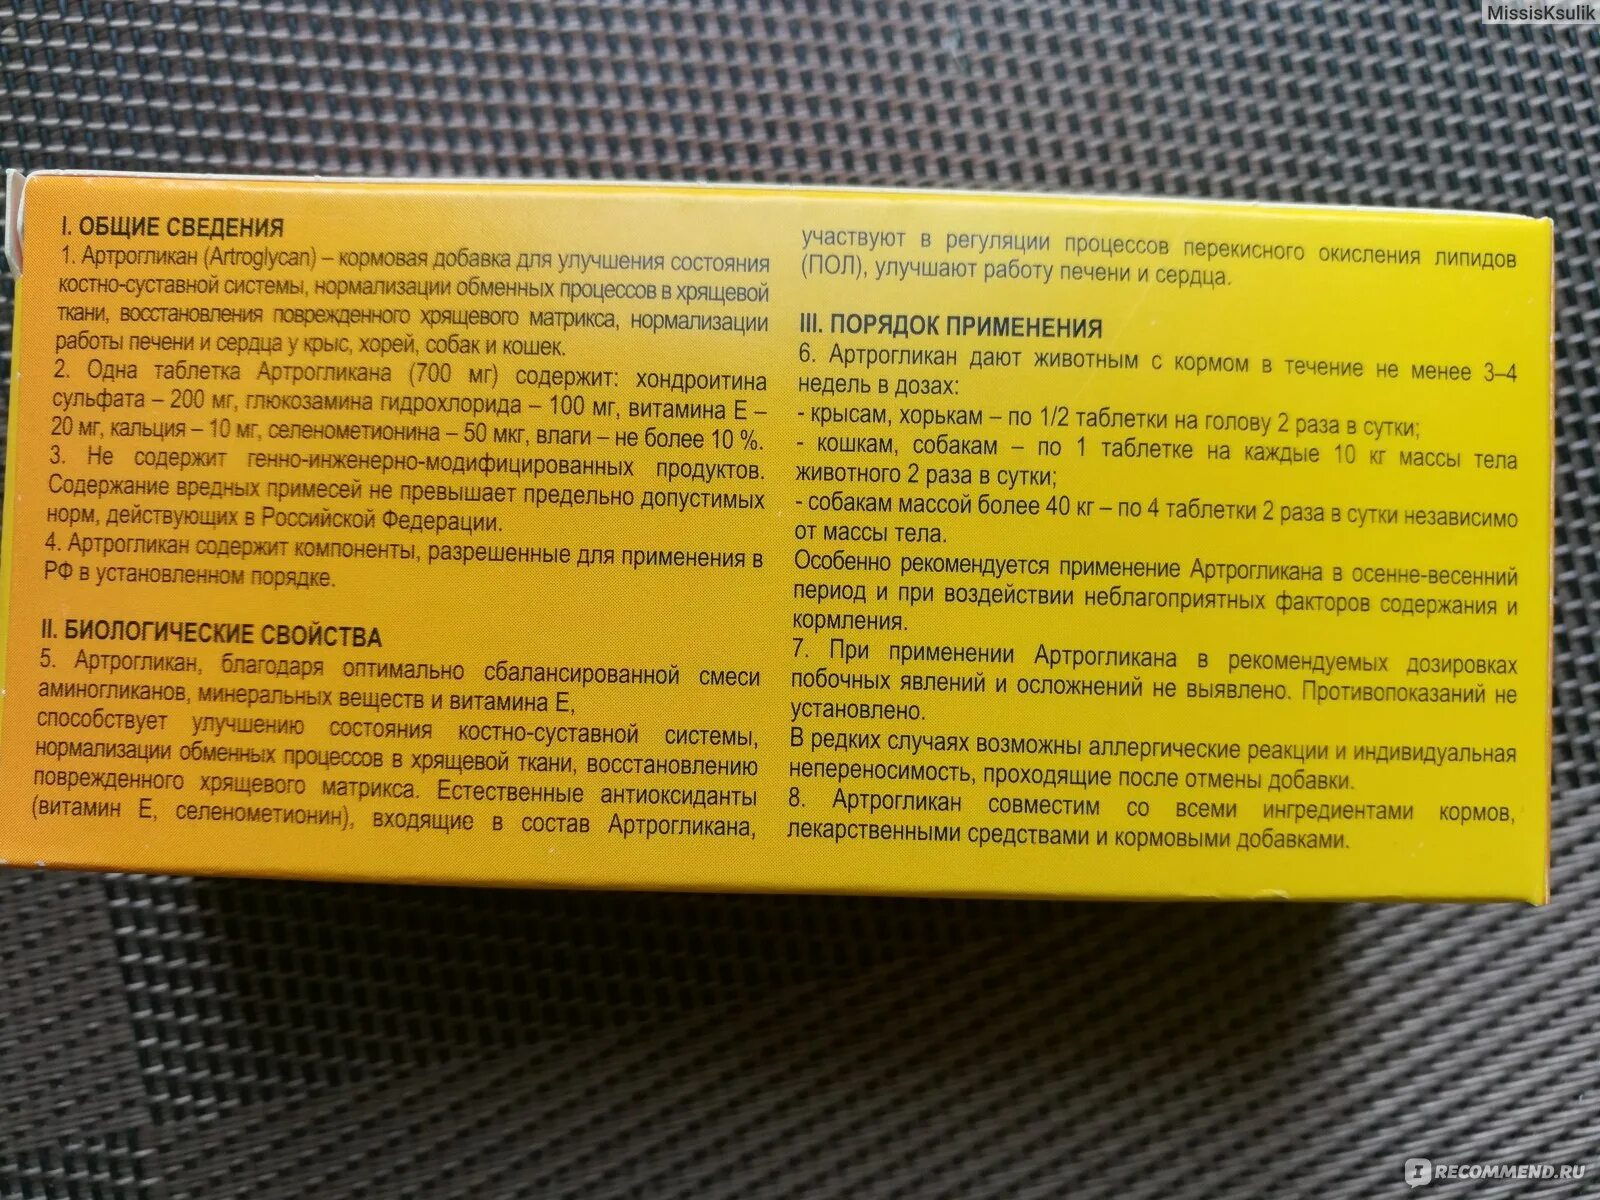 MissisKsulik
I. ОБЩИЕ СВЕДЕНИЯ
1. Артрогликан (Artroglycan) – кормовая добавка для улучшения состояния
костно-суставной системы, нормализации обменных процессов в хрящевой
ткани, восстановления поврежденного хрящевого матрикса, нормализации
работы печени и сердца у крыс, хорей, собак и кошек.
2. Одна таблетка Артрогликана (700 мг) содержит: хондроитина
сульфата – 200 мг, глюкозамина гидрохлорида – 100 мг, витамина Е –
20 мг, кальция – 10 мг, селенометионина – 50 мкг, влаги – не более 10 %.
3. Не содержит генно-инженерно-модифицированных продуктов.
Содержание вредных примесей не превышает предельно допустимых
норм, действующих в Российской Федерации.
4. Артрогликан содержит компоненты, разрешенные для применения в
РФ в установленном порядке.
II. БИОЛОГИЧЕСКИЕ СВОЙСТВА
5. Артрогликан, благодаря оптимально сбалансированной смеси
аминогликанов, минеральных веществ и витамина Е,
способствует улучшению состояния костно-суставной системы,
нормализации обменных процессов в хрящевой ткани, восстановлению
поврежденного хрящевого матрикса. Естественные антиоксиданты
(витамин Е, селенометионин), входящие в состав Артрогликана,
участвуют в регуляции процессов перекисного окисления липидов
(ПОЛ), улучшают работу печени и сердца.
III. ПОРЯДОК ПРИМЕНЕНИЯ
6. Артрогликан дают животным с кормом в течение не менее 3–4
недель в дозах:
- крысам, хорькам – по 1/2 таблетки на голову 2 раза в сутки;
- кошкам, собакам – по 1 таблетке на каждые 10 кг массы тела
животного 2 раза в сутки;
- собакам массой более 40 кг – по 4 таблетки 2 раза в сутки независимо
от массы тела.
Особенно рекомендуется применение Артрогликана в осенне-весенний
период и при воздействии неблагоприятных факторов содержания и
кормления.
7. При применении Артрогликана в рекомендуемых дозировках
побочных явлений и осложнений не выявлено. Противопоказаний не
установлено.
В редких случаях возможны аллергические реакции и индивидуальная
непереносимость, проходящие после отмены добавки.
8. Артрогликан совместим со всеми ингредиентами кормов,
лекарственными средствами и кормовыми добавками.
IRECOMMEND.RU